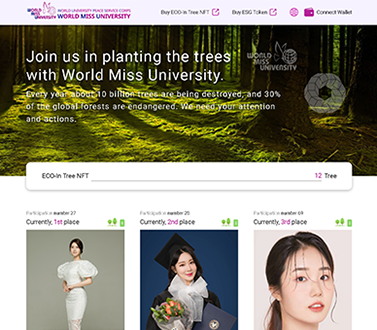 WORLD MISS UNIVERSITY
WORLD UNIVERSITY PEACE SERVICE CORPS
WORLD MISS UNIVERSITY
Buy ECO-In Tree NFT
Buy ESG Token
Connect Wallet
Join us in planting the trees
with World Miss University.
WORLD MISS UNIVERSITY
Every year about 10 billion trees are being destroyed, and 30%
of the global forests are endangered. We need your attention
and actions.
ECO-In Tree NFT
12 Tree
Participation number 27
Currently, 1st place
Participation number 25
Currently, 2nd place
Participation number 69
Currently, 3rd place